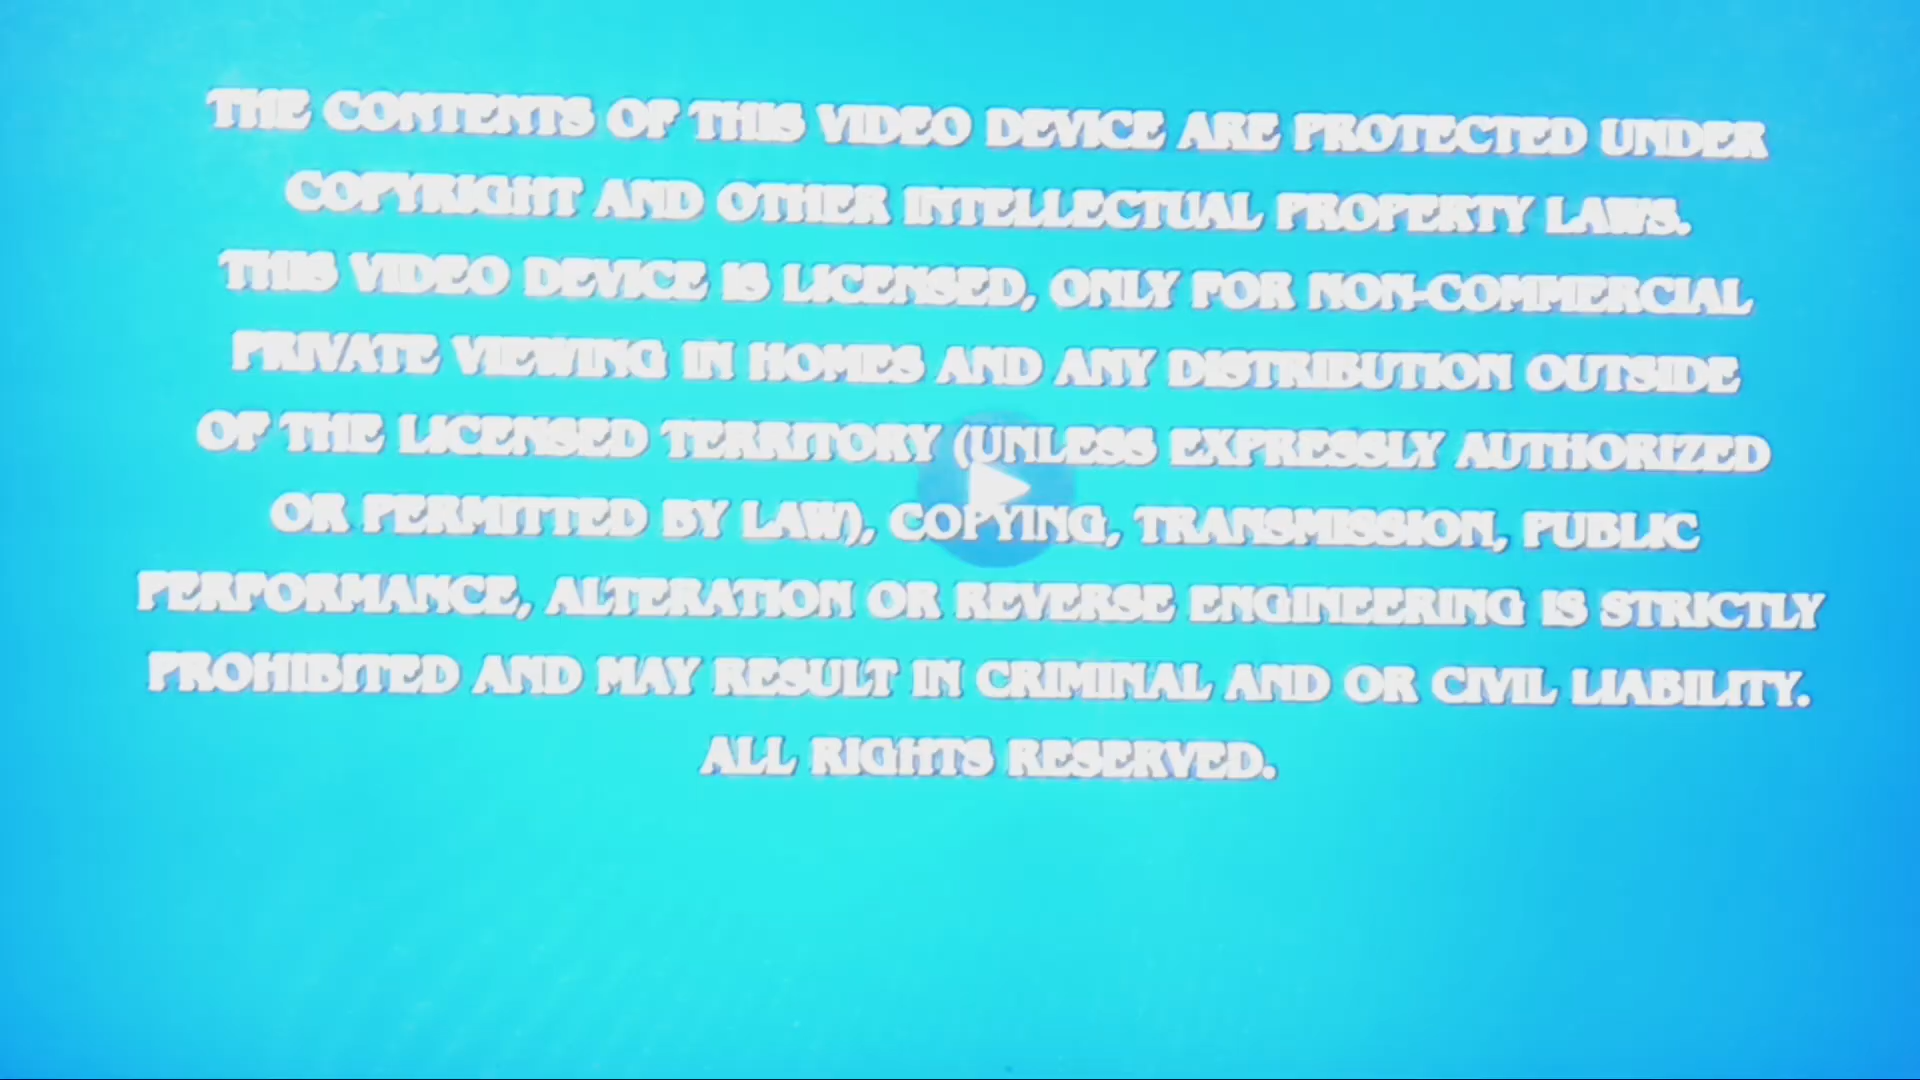 THE CONTENTS OF THIS VIDEO DEVICE ARE PROTECTED UNDER
COPYRIGHT AND OTHER INTELLECTUAL PROPERTY LAWS.
THIS VIDEO DEVICE IS LICENSED, ONLY FOR NON-COMMERCIAL
PRIVATE VIEWING IN HOMES AND ANY DISTRIBUTION OUTSIDE
OF THE LICENSED TERRITORY (UNLESS EXPRESSLY AUTHORIZED
OR PERMITTED BY LAW), COPYING, TRANSMISSION, PUBLIC
PERFORMANCE, ALTERATION OR REVERSE ENGINEERING IS STRICTLY
PROHIBITED AND MAY RESULT IN CRIMINAL AND OR CIVIL LIABILITY.
ALL RIGHTS RESERVED.